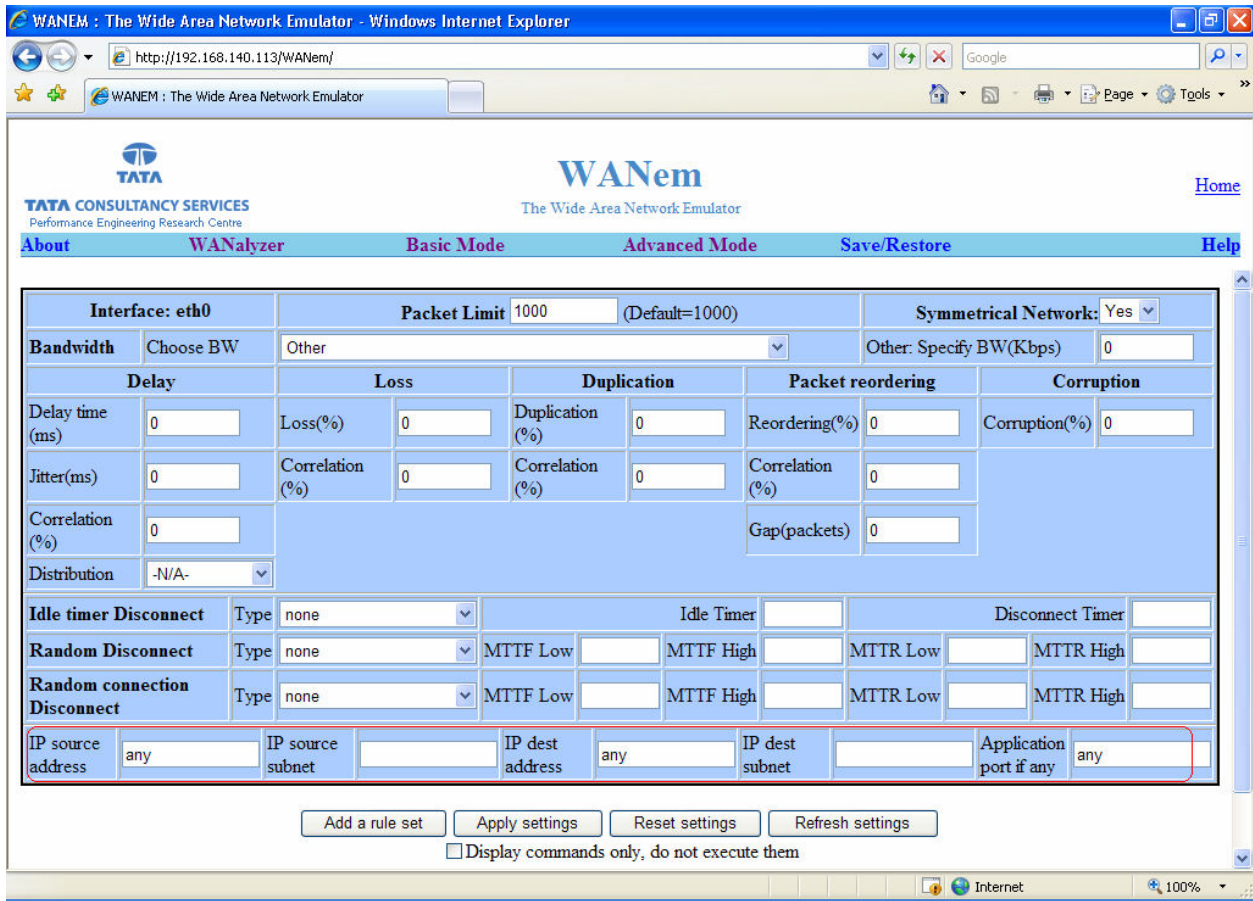 WANEM : The Wide Area Network Emulator - Windows Internet Explorer
http://192.168.140.113/WANem/
Google
WANEM : The Wide Area Network Emulator
Page
Tools
TATA
TATA CONSULTANCY SERVICES
Performance Engineering Research Centre
WANem
The Wide Area Network Emulator
Home
About WANalyzer Basic Mode Advanced Mode Save/Restore Help
Interface: eth0 Packet Limit 1000 (Default=1000) Symmetrical Network: Yes
Bandwidth Choose BW Other Other: Specify BW(Kbps) 0
Delay Loss Duplication Packet reordering Corruption
Delay time (ms) 0 Loss(%) 0 Duplication (%) 0 Reordering(%) 0 Corruption(%) 0
Jitter(ms) 0 Correlation (%) 0 Correlation (%) 0 Correlation (%) 0
Correlation (%) 0 Gap(packets) 0
Distribution -N/A-
Idle timer Disconnect Type none Idle Timer Disconnect Timer
Random Disconnect Type none MTTF Low MTTF High MTTR Low MTTR High
Random connection Disconnect Type none MTTF Low MTTF High MTTR Low MTTR High
IP source address any IP source subnet IP dest address any IP dest subnet Application port if any any
Add a rule set Apply settings Reset settings Refresh settings
Display commands only, do not execute them
Internet 100%